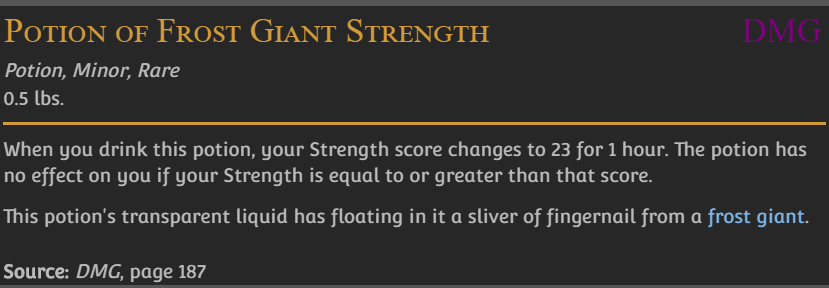 Potion of Frost Giant Strength DMG
Potion, Minor, Rare
0.5 lbs.
When you drink this potion, your Strength score changes to 23 for 1 hour. The potion has
no effect on you if your Strength is equal to or greater than that score.
This potion's transparent liquid has floating in it a sliver of fingernail from a frost giant.
Source: DMG, page 187